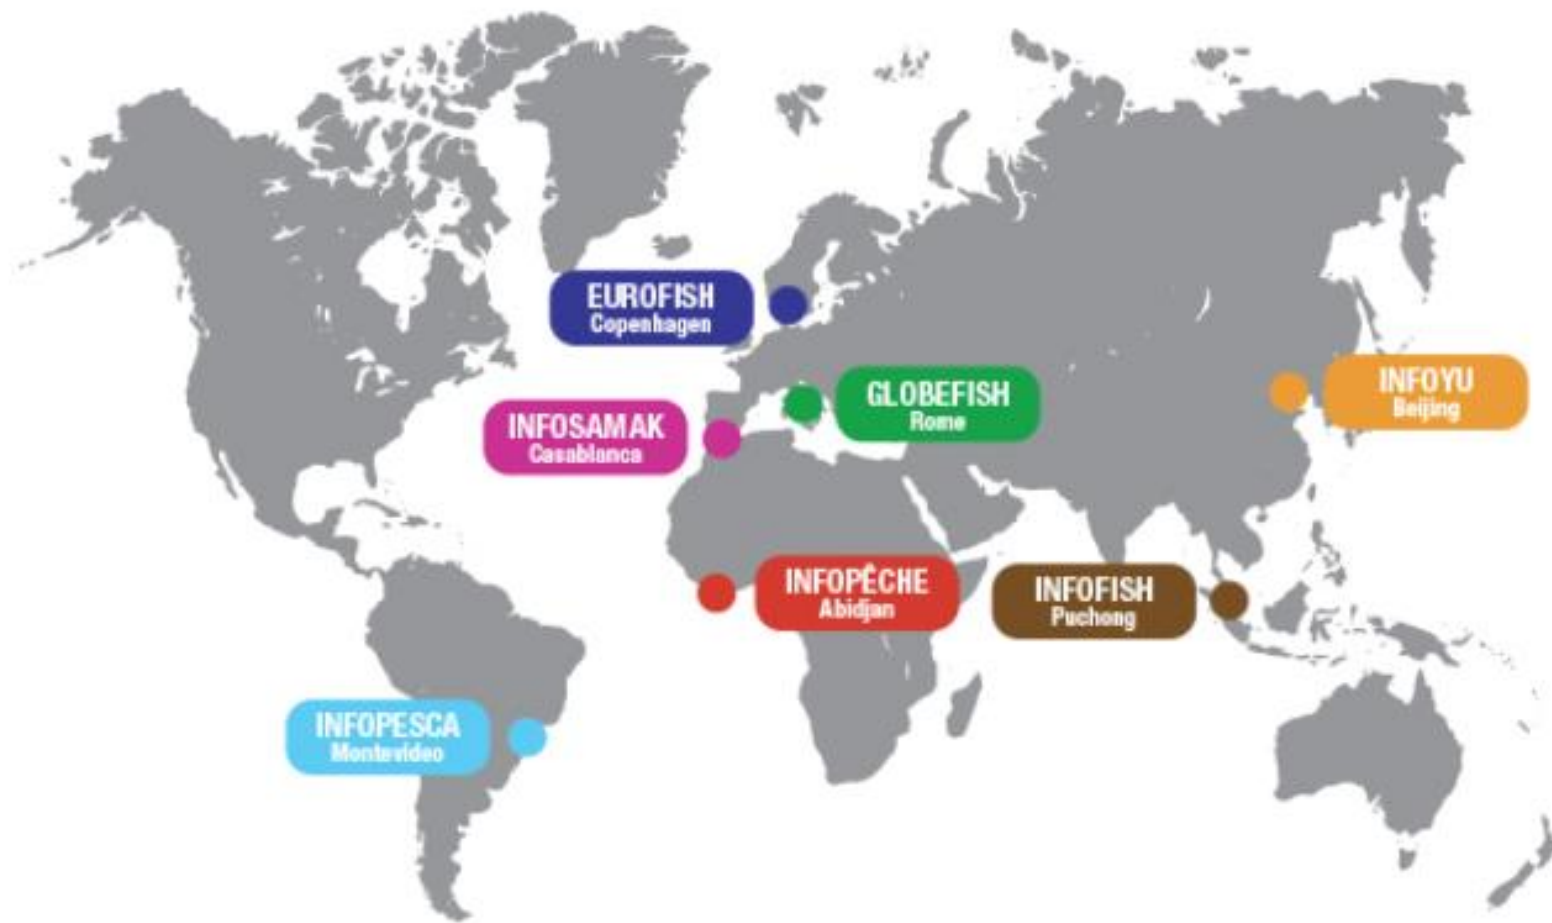 EUROFISH
Copenhagen
GLOBEFISH
Rome
INFOYU
Beijing
INFOSAMAK
Casablanca
INFOPÊCHE
Abidjan
INFOFISH
Puchong
INFOPESCA
Montevideo